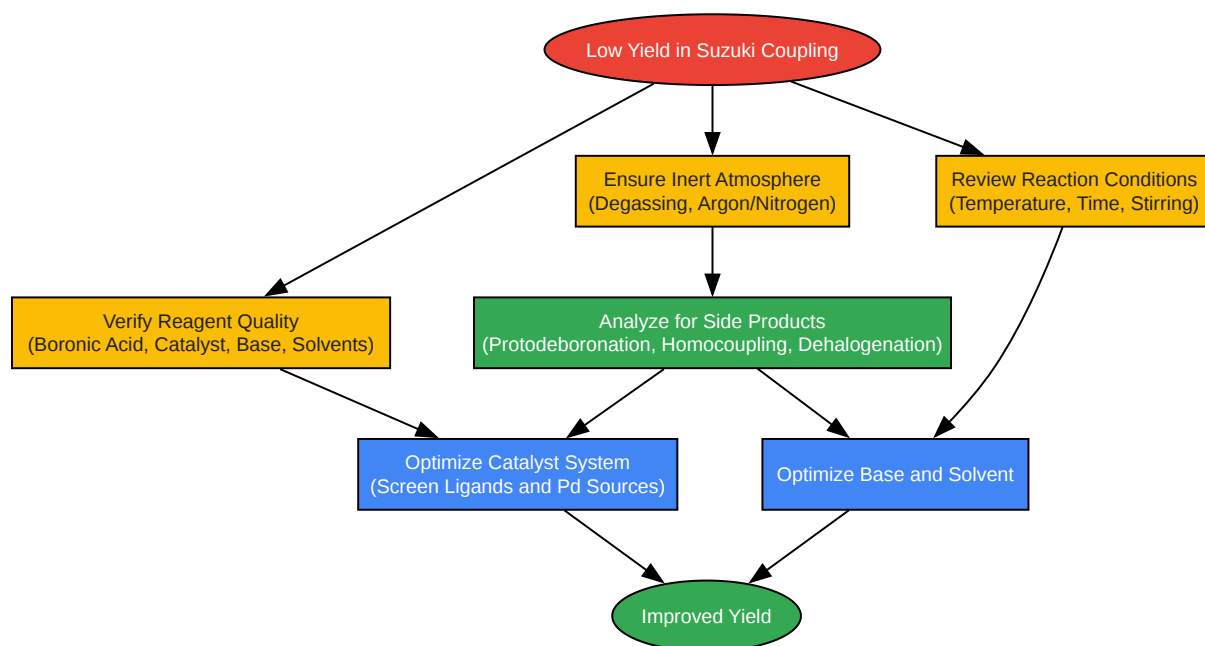 Low Yield in Suzuki Coupling
Ensure Inert Atmosphere
(Degassing, Argon/Nitrogen)
Review Reaction Conditions
(Temperature, Time, Stirring)
Verify Reagent Quality
(Boronic Acid, Catalyst, Base, Solvents)
Analyze for Side Products
(Protodeboronation, Homocoupling, Dehalogenation)
Optimize Catalyst System
(Screen Ligands and Pd Sources)
Optimize Base and Solvent
Improved Yield